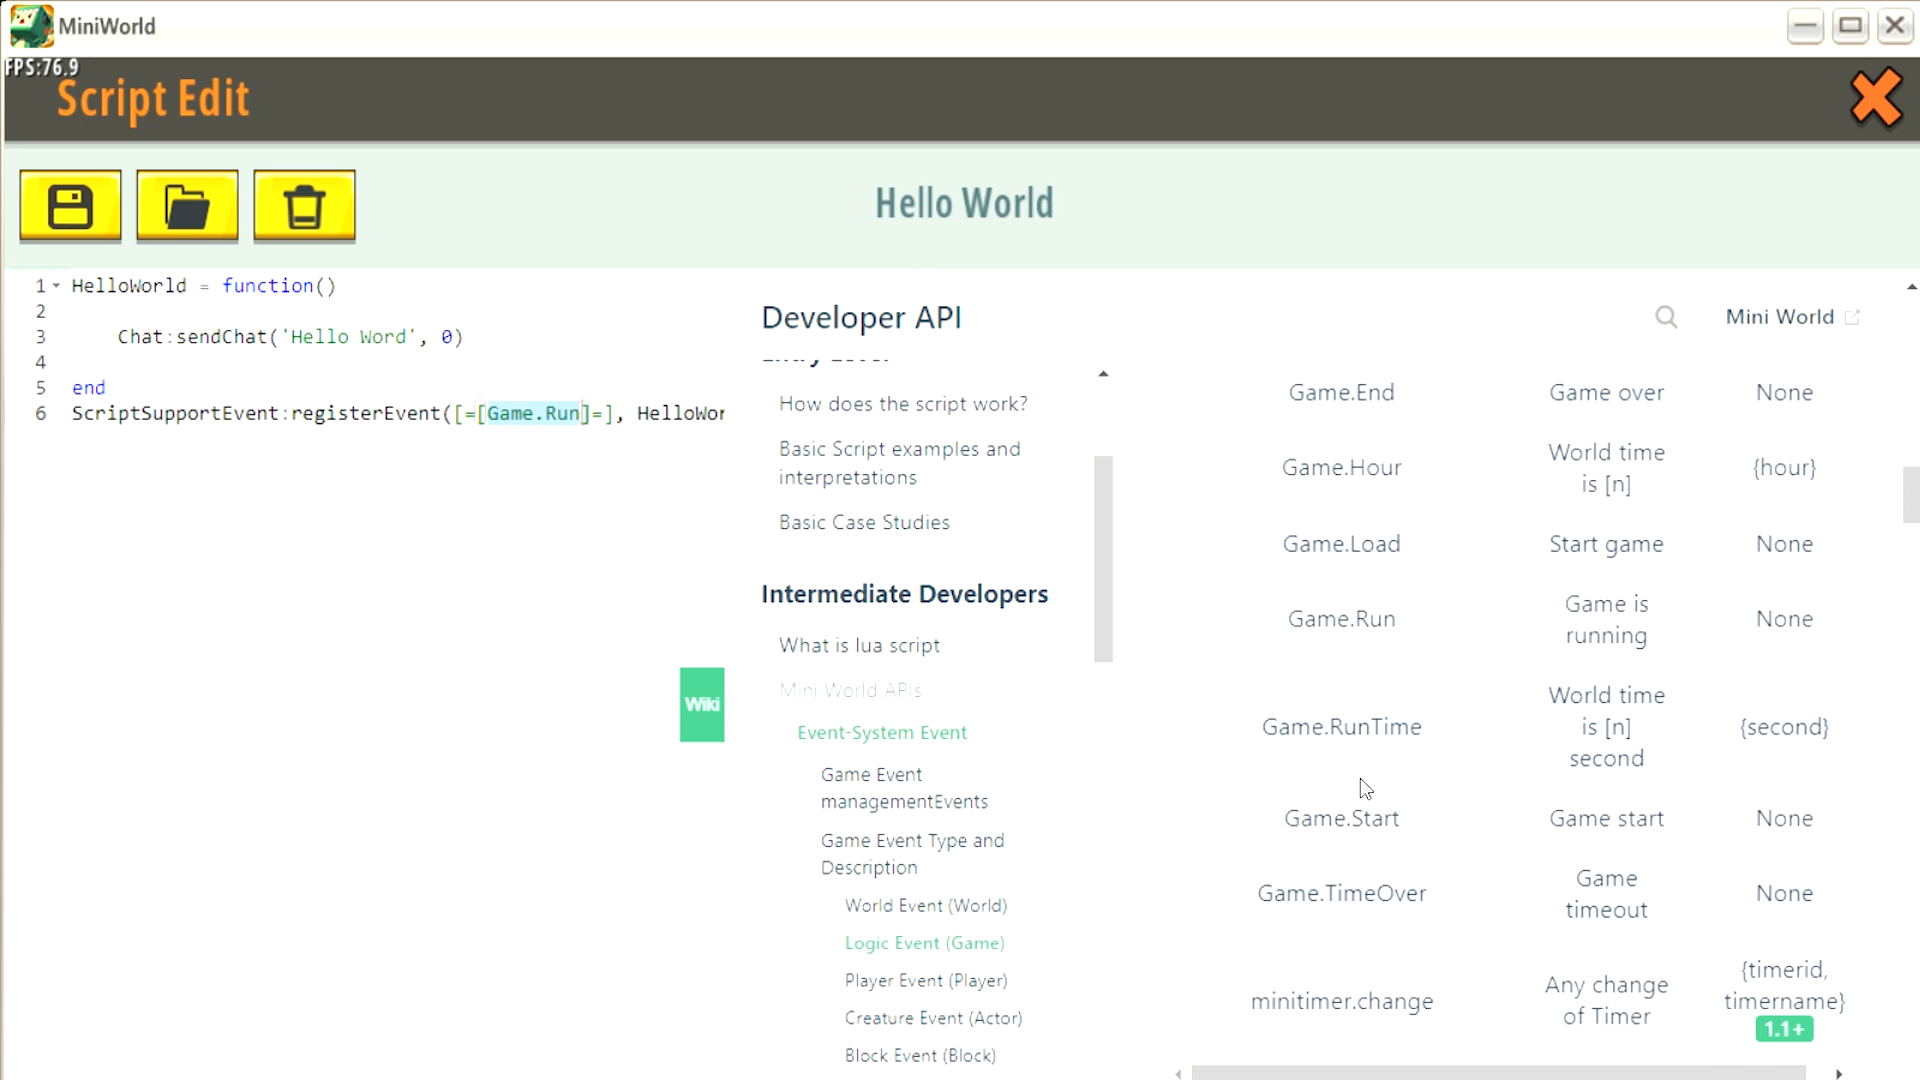 MiniWorld
FPS:76.9
Script Edit
Hello World
1 HelloWorld = function()
2
3 Chat:sendChat('Hello Word', 0)
4
5 end
6 ScriptSupportEvent:registerEvent([=[Game.Run]=], HelloWor
Developer API
Mini World
How does the script work?
Basic Script examples and
interpretations
Basic Case Studies
Intermediate Developers
What is lua script
Mini World APIs
Event-System Event
Game Event
managementEvents
Game Event Type and
Description
World Event (World)
Logic Event (Game)
Player Event (Player)
Creature Event (Actor)
Block Event (Block)
Wiki
Game.End Game over None
Game.Hour World time
is [n] {hour}
Game.Load Start game None
Game.Run Game is
running None
Game.RunTime World time
is [n]
second {second}
Game.Start Game start None
Game.TimeOver Game
timeout None
minitimer.change Any change
of Timer {timerid,
timername}
1.1+